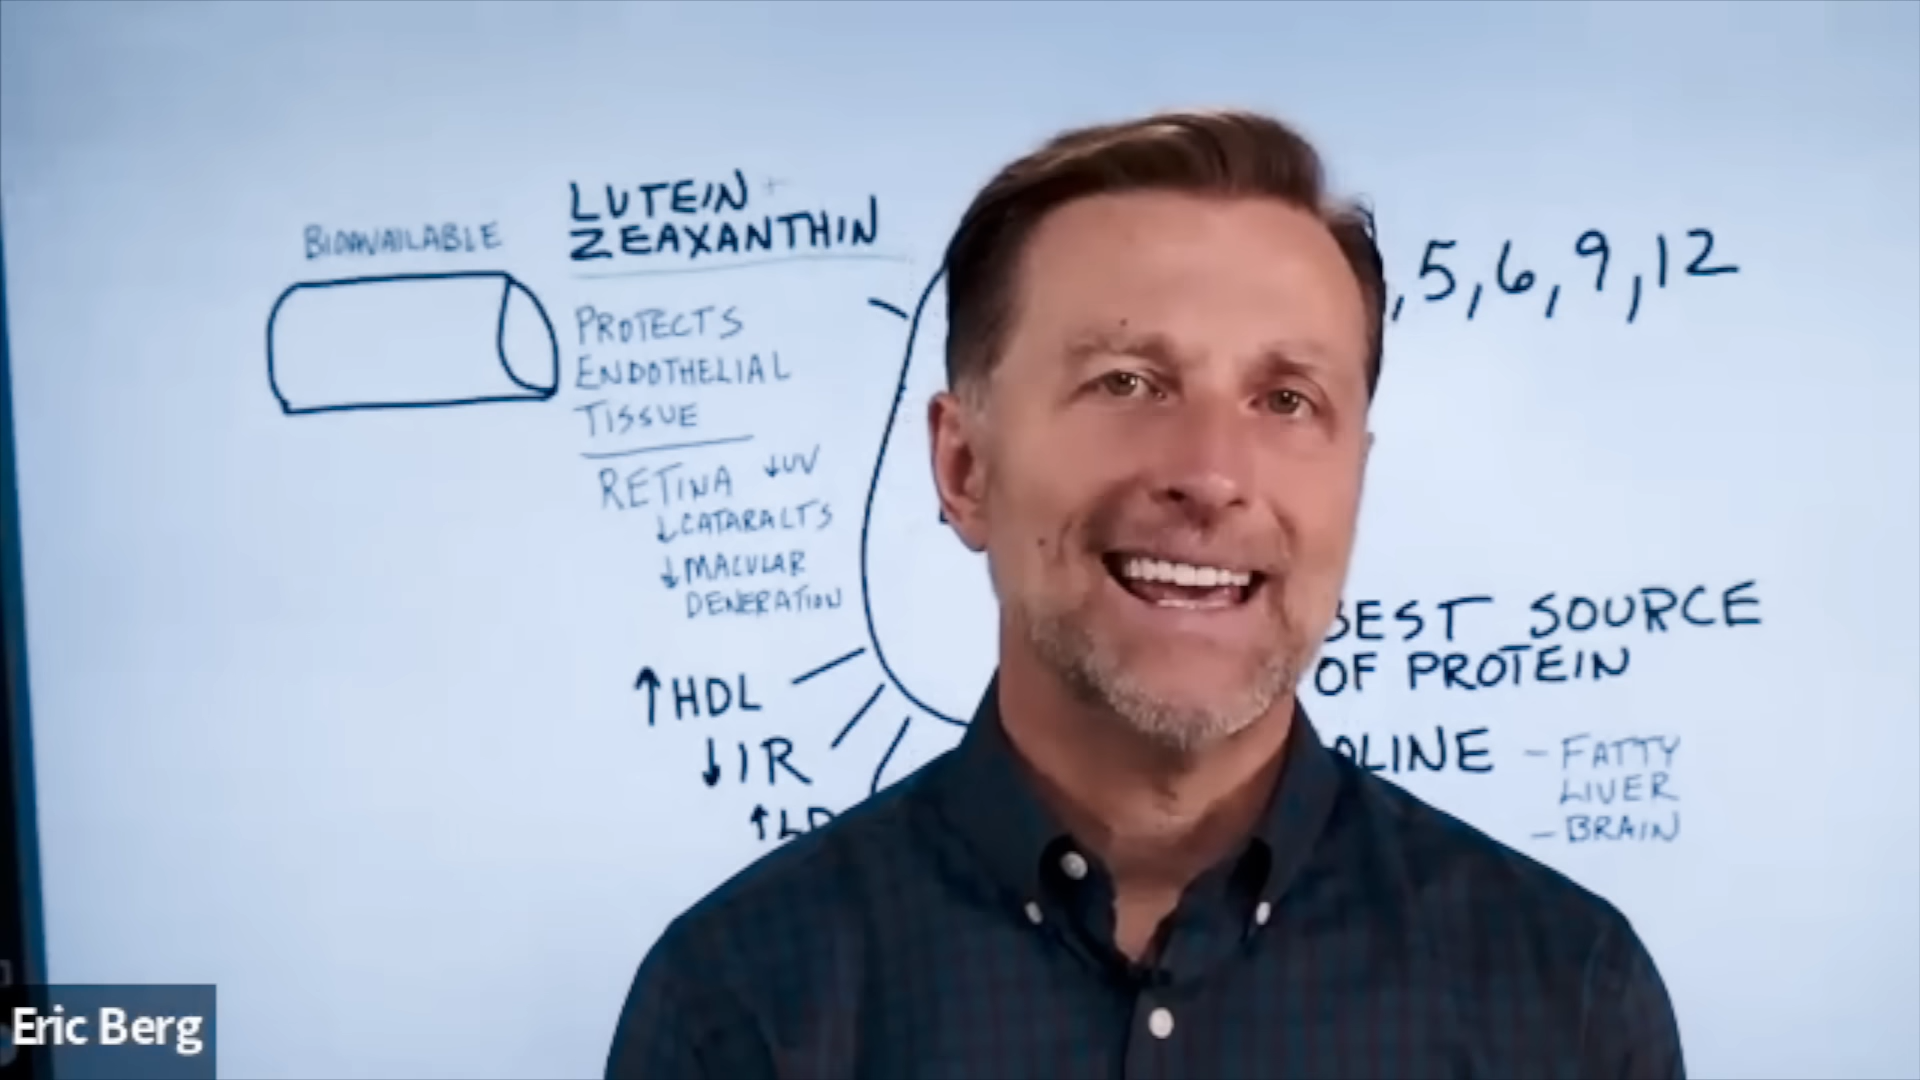 BIOAVAILABLE
LUTEIN +
ZEAXANTHIN
PROTECTS
ENDOTHELIAL
TISSUE
RETINA ↓UV
↓CATARALTS
↓MACULAR
DENERATION
↑HDL
↓IR
, 5, 6, 9, 12
BEST SOURCE
OF PROTEIN
OLINE - FATTY
LIVER
- BRAIN
Eric Berg